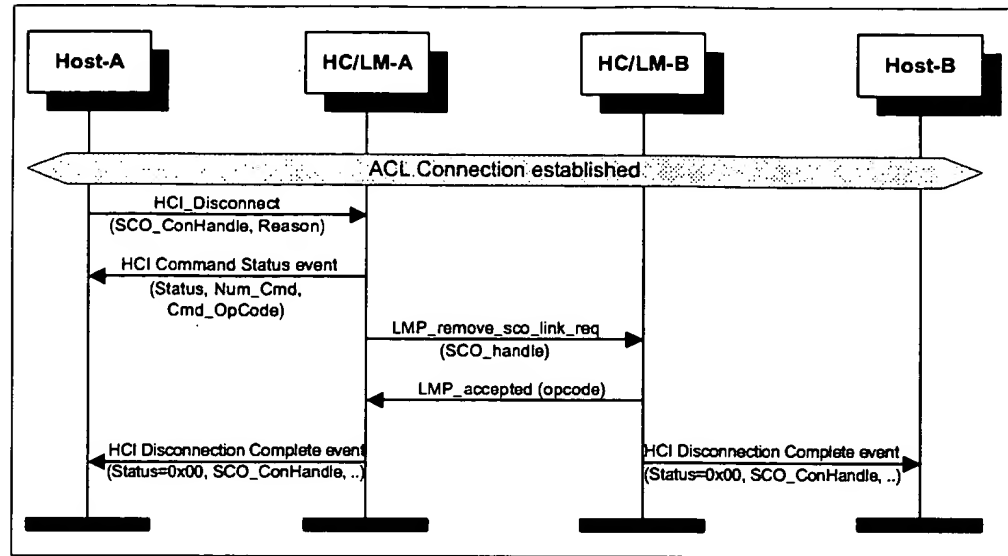 Host-A
HC/LM-A
HC/LM-B
Host-B
ACL Connection established
HCI_Disconnect
(SCO_ConHandle, Reason)
HCI Command Status event
(Status, Num_Cmd,
Cmd_OpCode)
LMP_remove_sco_link_req
(SCO_handle)
LMP_accepted (opcode)
HCI Disconnection Complete event
(Status=0x00, SCO_ConHandle, ..)
HCI Disconnection Complete event
(Status=0x00, SCO_ConHandle, ..)